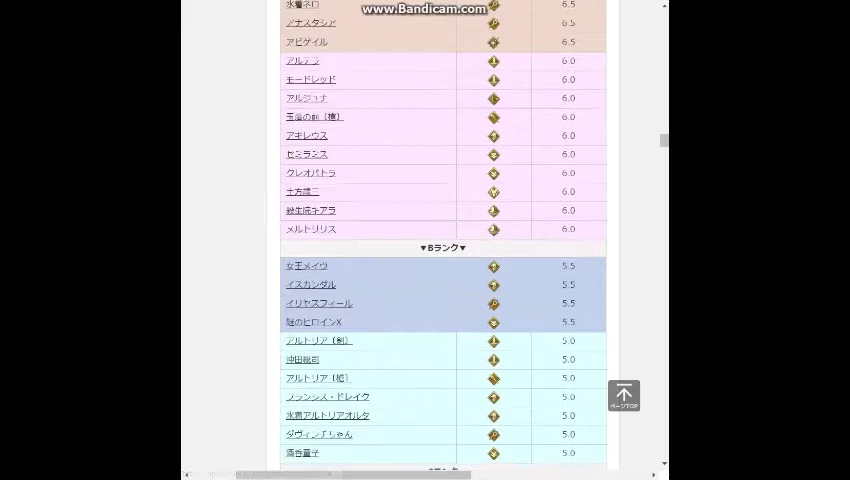 www.Bandicam.com
水着ネロ 6.5
アナスタシア 6.5
アビゲイル 6.5
アルテラ 6.0
モードレッド 6.0
アルジュナ 6.0
玉藻の前〔槍〕 6.0
アキレウス 6.0
セミラミス 6.0
クレオパトラ 6.0
土方歳三 6.0
殺生院キアラ 6.0
メルトリリス 6.0
▼Bランク▼
女王メイヴ 5.5
イスカンダル 5.5
イリヤスフィール 5.5
謎のヒロインX 5.5
アルトリア〔剣〕 5.0
沖田総司 5.0
アルトリア〔槍〕 5.0
フランシス・ドレイク 5.0
水着アルトリアオルタ 5.0
ダヴィンチちゃん 5.0
酒呑童子 5.0
ページTOP